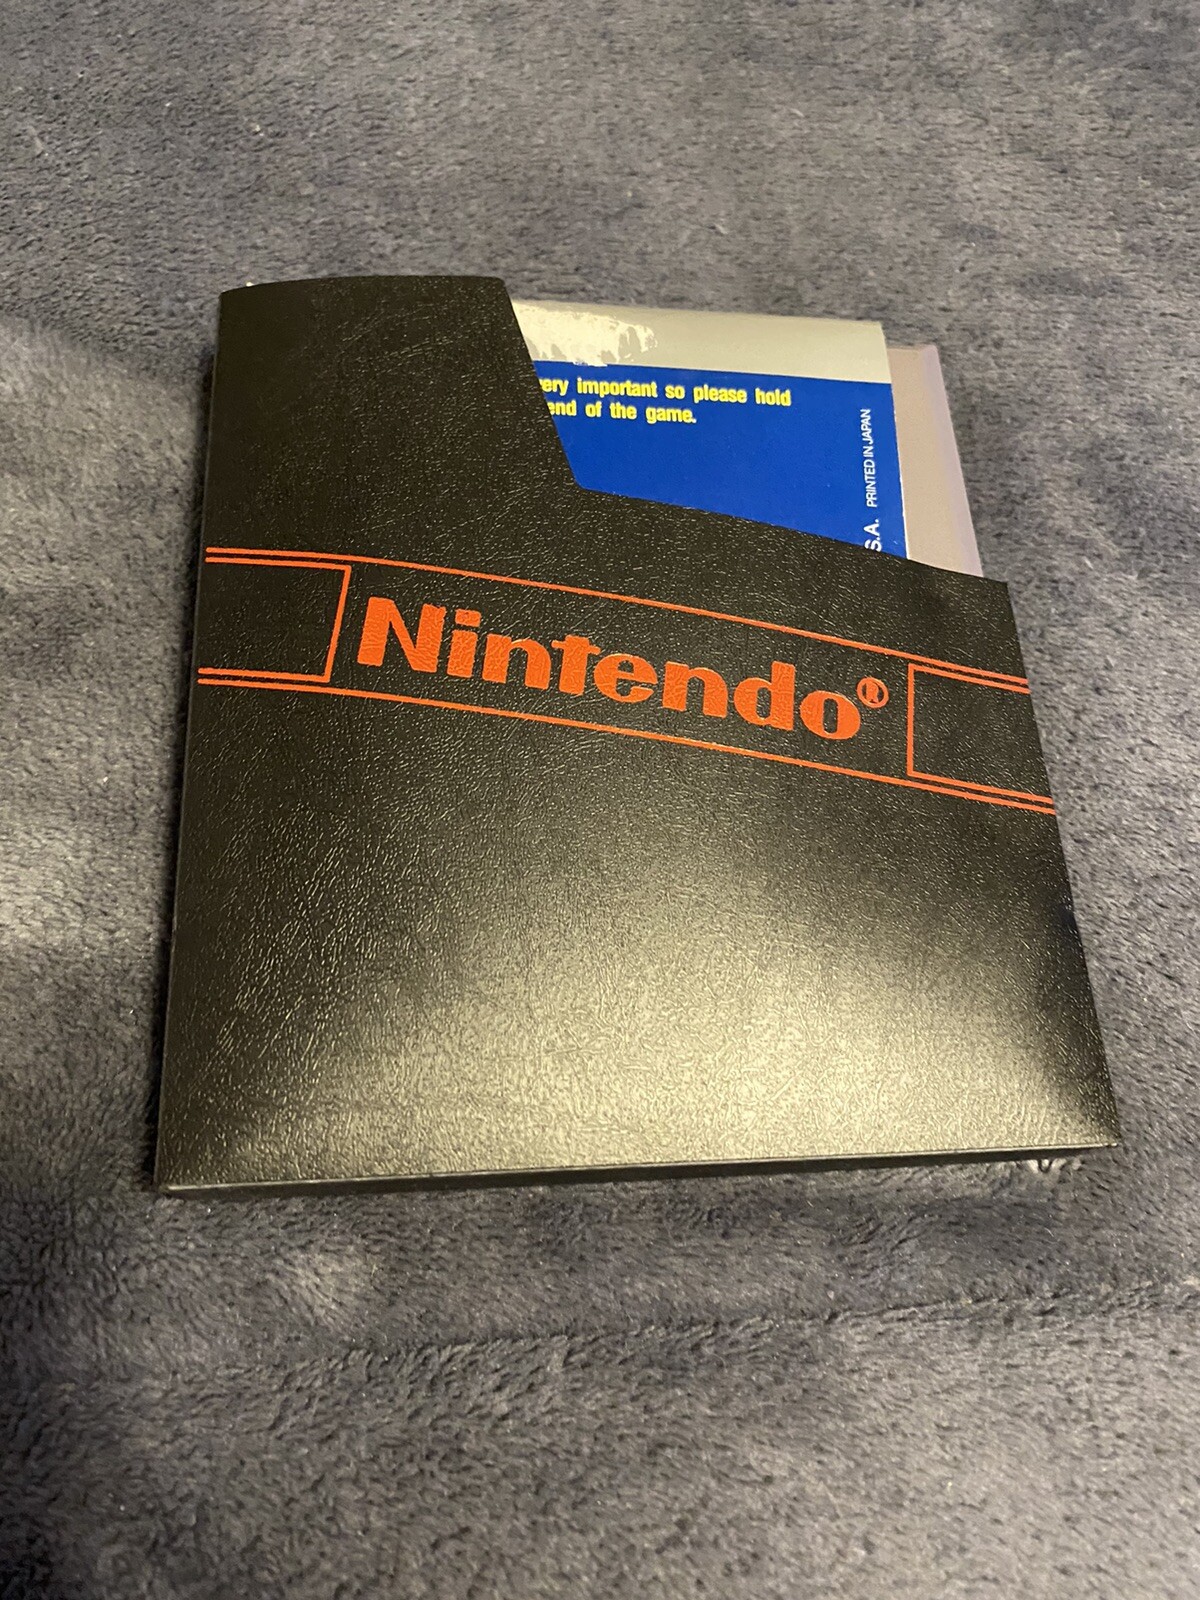 ery important so please hold
end of the game.
S.A. PRINTED IN JAPAN
Nintendo®